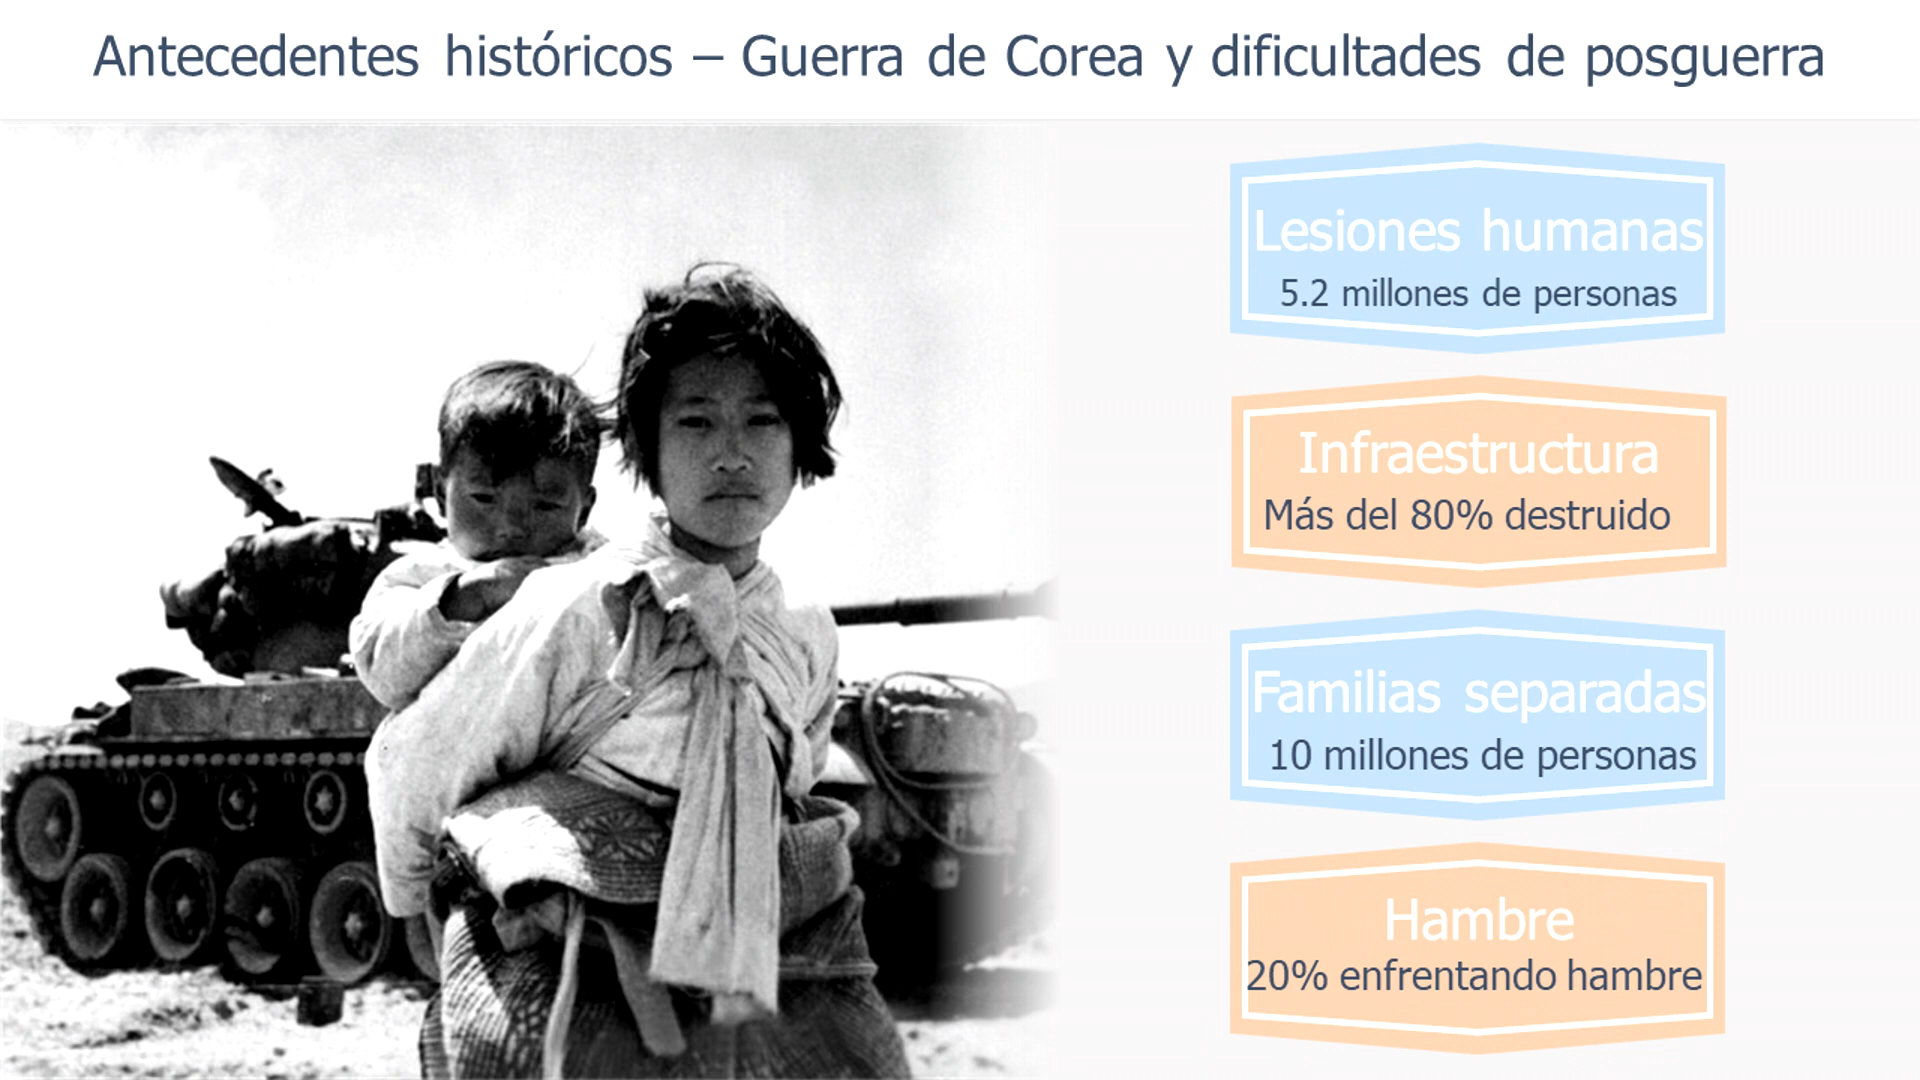 Antecedentes históricos – Guerra de Corea y dificultades de posguerra
Lesiones humanas
5.2 millones de personas
Infraestructura
Más del 80% destruido
Familias separadas
10 millones de personas
Hambre
20% enfrentando hambre